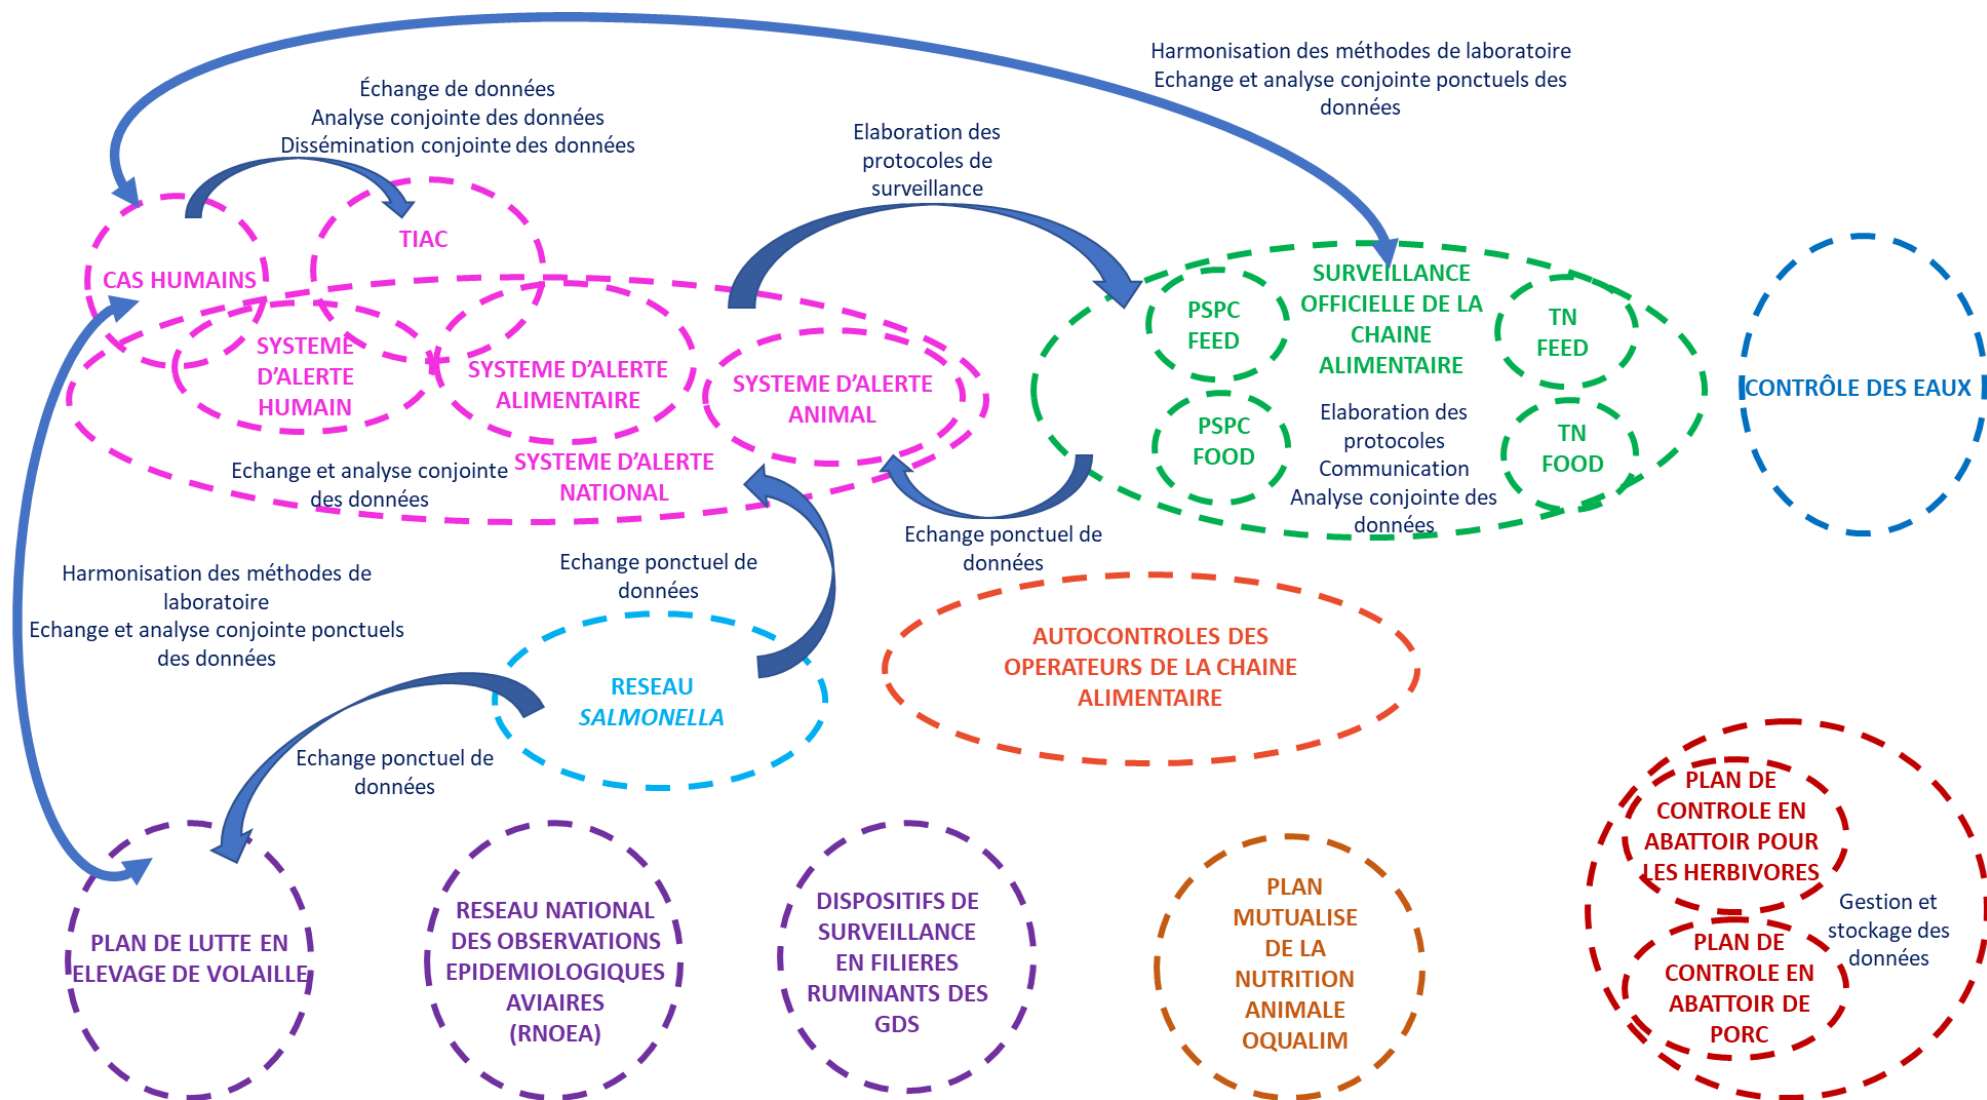 Harmonisation des méthodes de laboratoire
Echange et analyse conjointe ponctuels des
données
Échange de données
Analyse conjointe des données
Dissémination conjointe des données
Elaboration des
protocoles de
surveillance
TIAC
CAS HUMAINS
SYSTEME
D'ALERTE
HUMAIN
SYSTEME D'ALERTE
ALIMENTAIRE
SYSTEME D'ALERTE
ANIMAL
Echange et analyse conjointe
des données
SYSTEME D'ALERTE
NATIONAL
PSPC
FEED
SURVEILLANCE
OFFICIELLE DE LA
CHAINE
ALIMENTAIRE
TN
FEED
PSPC
FOOD
Elaboration des
protocoles
Communication
Analyse conjointe des
données
TN
FOOD
CONTRÔLE DES EAUX
Echange ponctuel de
données
Echange ponctuel de
données
Harmonisation des méthodes de
laboratoire
Echange et analyse conjointe ponctuels
des données
RESEAU
SALMONELLA
AUTOCONTROLES DES
OPERATEURS DE LA CHAINE
ALIMENTAIRE
Echange ponctuel de
données
PLAN DE LUTTE EN
ELEVAGE DE VOLAILLE
RESEAU NATIONAL
DES OBSERVATIONS
EPIDEMIOLOGIQUES
AVIAIRES
(RNOEA)
DISPOSITIFS DE
SURVEILLANCE
EN FILIERES
RUMINANTS DES
GDS
PLAN
MUTUALISE
DE LA
NUTRITION
ANIMALE
OQUALIM
PLAN DE
CONTROLE EN
ABATTOIR POUR
LES HERBIVORES
Gestion et
stockage des
données
PLAN DE
CONTROLE EN
ABATTOIR DE
PORC